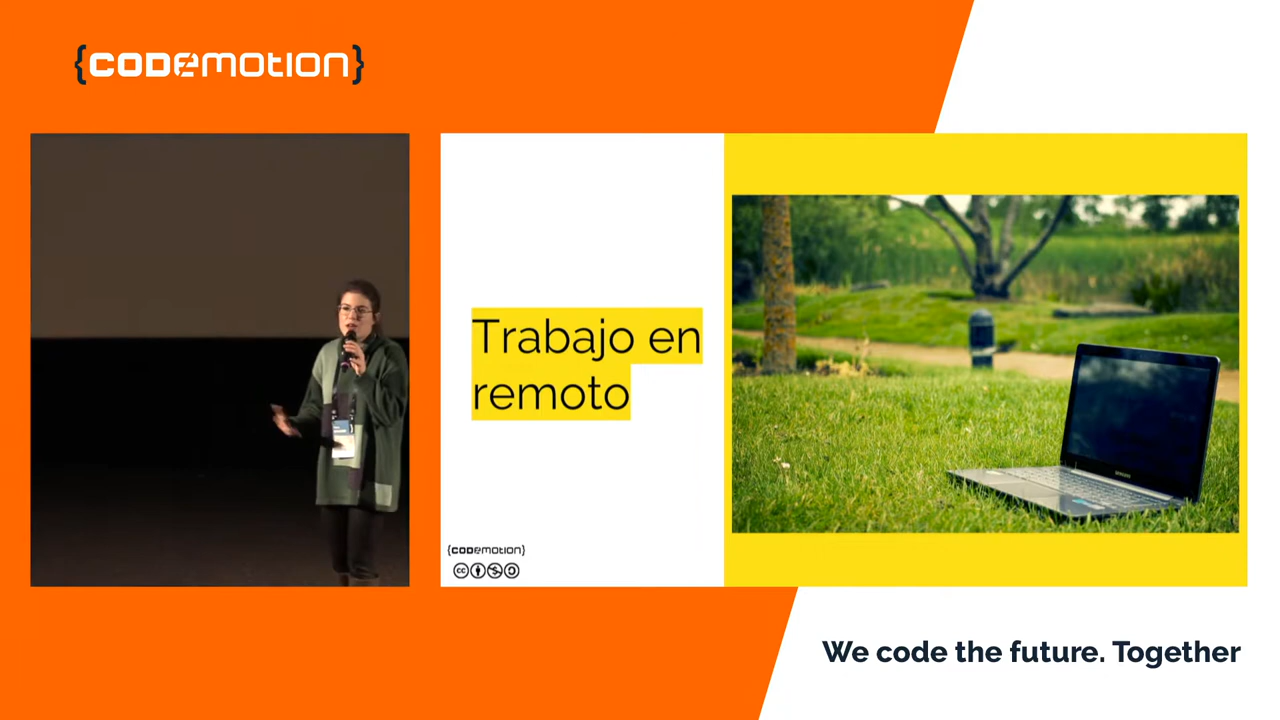 {CODEMOTION}
Trabajo en
remoto
{CODEMOTION}
We code the future. Together